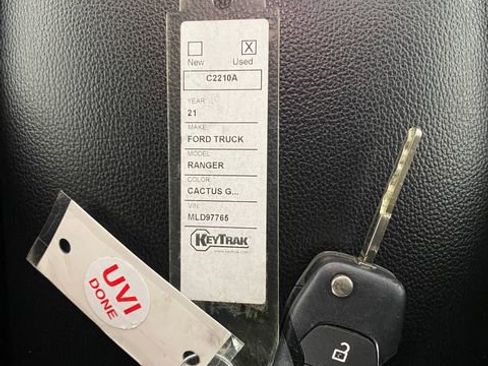 X
New Used
C2210A
YEAR
21
MAKE
FORD TRUCK
MODEL
RANGER
COLOR
CACTUS G...
VIN
MLD97765
KEYTRAK
UVI
DONE